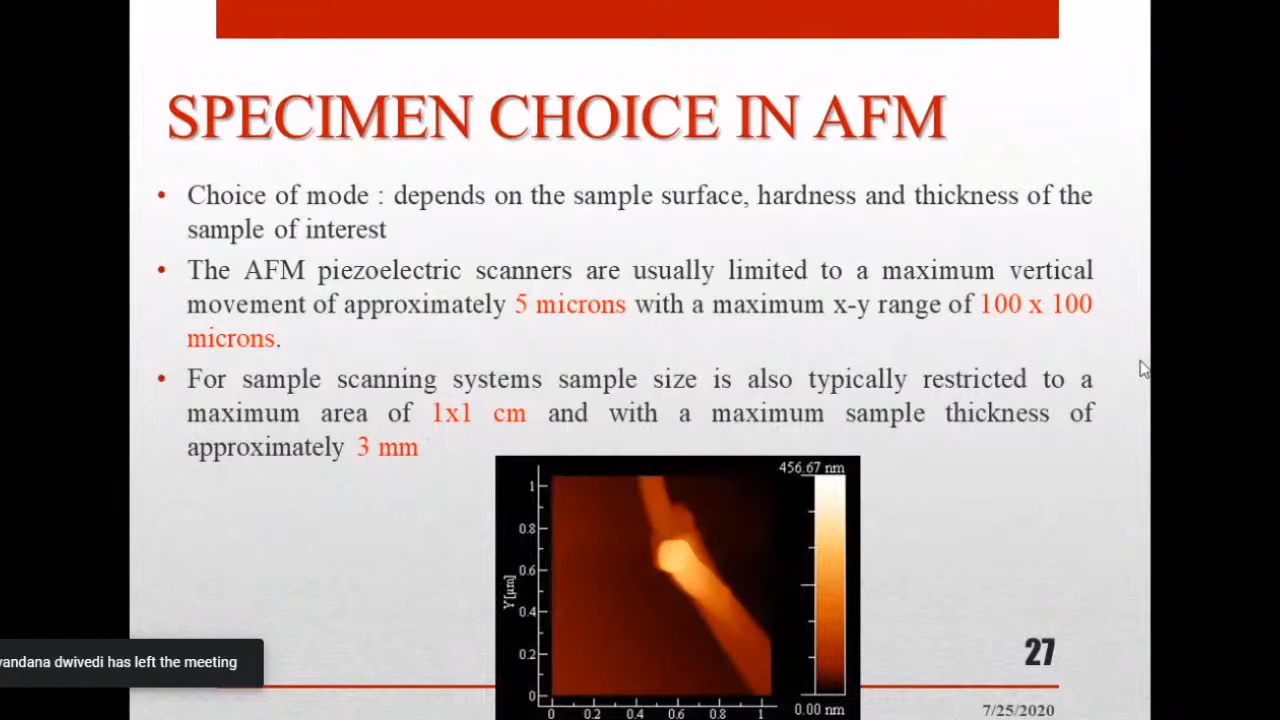 SPECIMEN CHOICE IN AFM
• Choice of mode : depends on the sample surface, hardness and thickness of the
sample of interest
• The AFM piezoelectric scanners are usually limited to a maximum vertical
movement of approximately 5 microns with a maximum x-y range of 100 x 100
microns.
• For sample scanning systems sample size is also typically restricted to a
maximum area of 1x1 cm and with a maximum sample thickness of
approximately 3 mm
456.67 nm
1
0.8
0.6
0.4
0.2
0
Y[µm]
0 0.2 0.4 0.6 0.8 1
0.00 nm
vandana dwivedi has left the meeting
27
7/25/2020